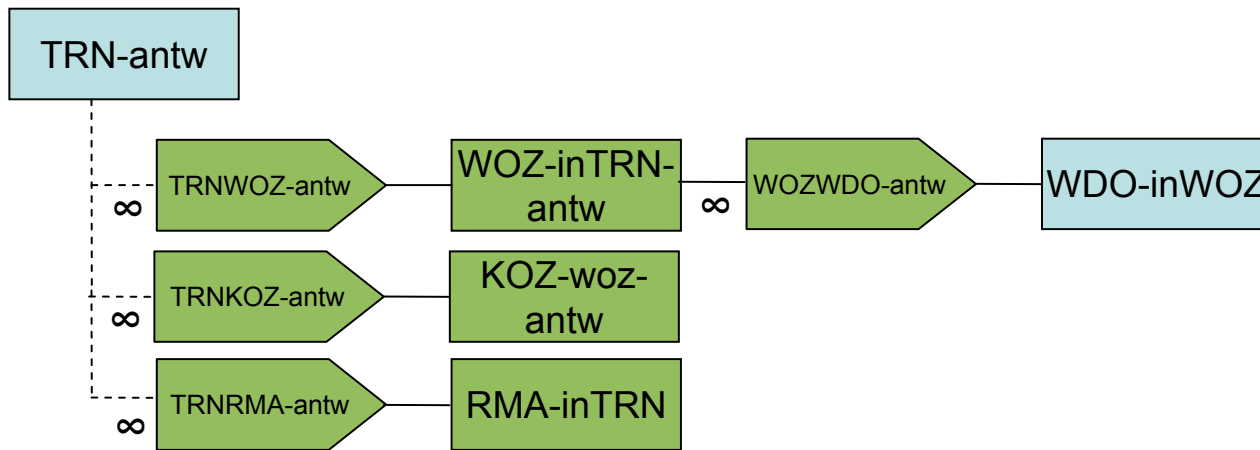 TRN-antw
TRNWOZ-antw
WOZ-inTRN-
antw
WOZWDO-antw
WDO-inWOZ
∞
∞
TRNKOZ-antw
KOZ-woz-
antw
∞
TRNRMA-antw
RMA-inTRN
∞